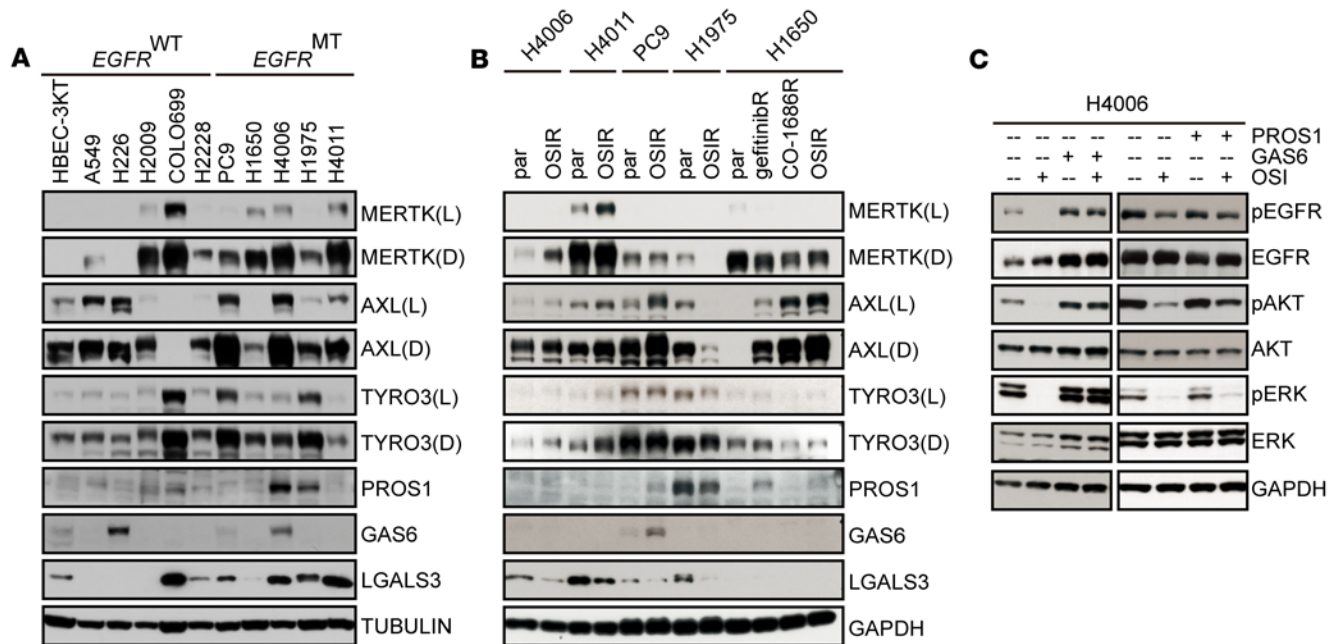 A
EGFR WT
EGFR MT
HBEC-3KT
A549
H226
H2009
COLO699
H2228
PC9
H1650
H4006
H1975
H4011
MERTK(L)
MERTK(D)
AXL(L)
AXL(D)
TYRO3(L)
TYRO3(D)
PROS1
GAS6
LGALS3
TUBULIN
B
H4006
H4011
PC9
H1975
H1650
par
OSIR
par
OSIR
par
OSIR
par
OSIR
par
gefitinibR
CO-1686R
OSIR
MERTK(L)
MERTK(D)
AXL(L)
AXL(D)
TYRO3(L)
TYRO3(D)
PROS1
GAS6
LGALS3
GAPDH
C
H4006
-- -- -- -- -- -- + + PROS1
-- -- + + -- -- -- -- GAS6
-- + -- + -- + -- + OSI
pEGFR
EGFR
pAKT
AKT
pERK
ERK
GAPDH